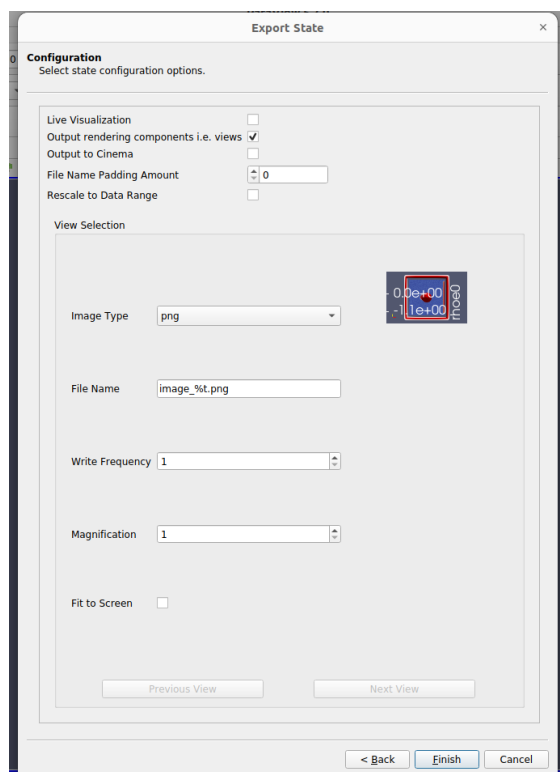 Export State
Configuration
Select state configuration options.
Live Visualization
Output rendering components i.e. views
Output to Cinema
File Name Padding Amount 0
Rescale to Data Range
View Selection
Image Type png
0.0e+00
-1.1e+00
rhoe0
File Name image_%t.png
Write Frequency 1
Magnification 1
Fit to Screen
Previous View Next View
< Back Finish Cancel